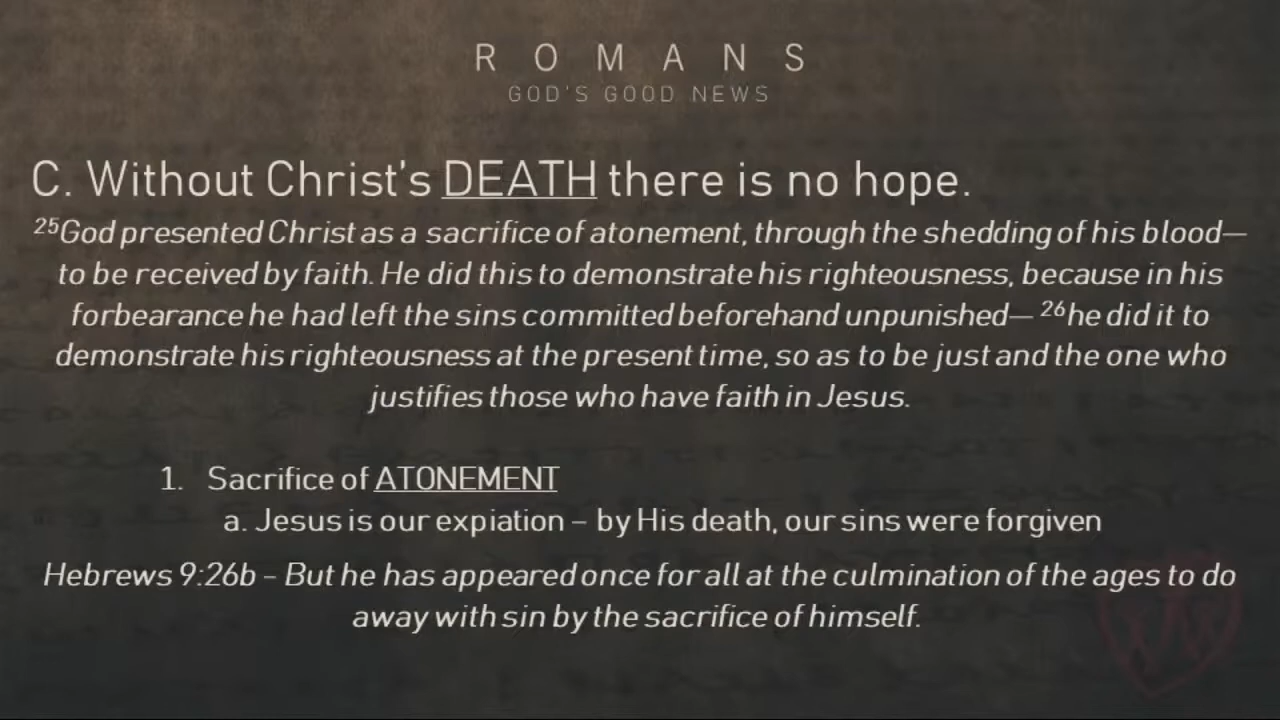 ROMANS
GOD'S GOOD NEWS
C. Without Christ's DEATH there is no hope.
25God presented Christ as a sacrifice of atonement, through the shedding of his blood—
to be received by faith. He did this to demonstrate his righteousness, because in his
forbearance he had left the sins committed beforehand unpunished— 26he did it to
demonstrate his righteousness at the present time, so as to be just and the one who
justifies those who have faith in Jesus.
1. Sacrifice of ATONEMENT
a. Jesus is our expiation – by His death, our sins were forgiven
Hebrews 9:26b – But he has appeared once for all at the culmination of the ages to do
away with sin by the sacrifice of himself.